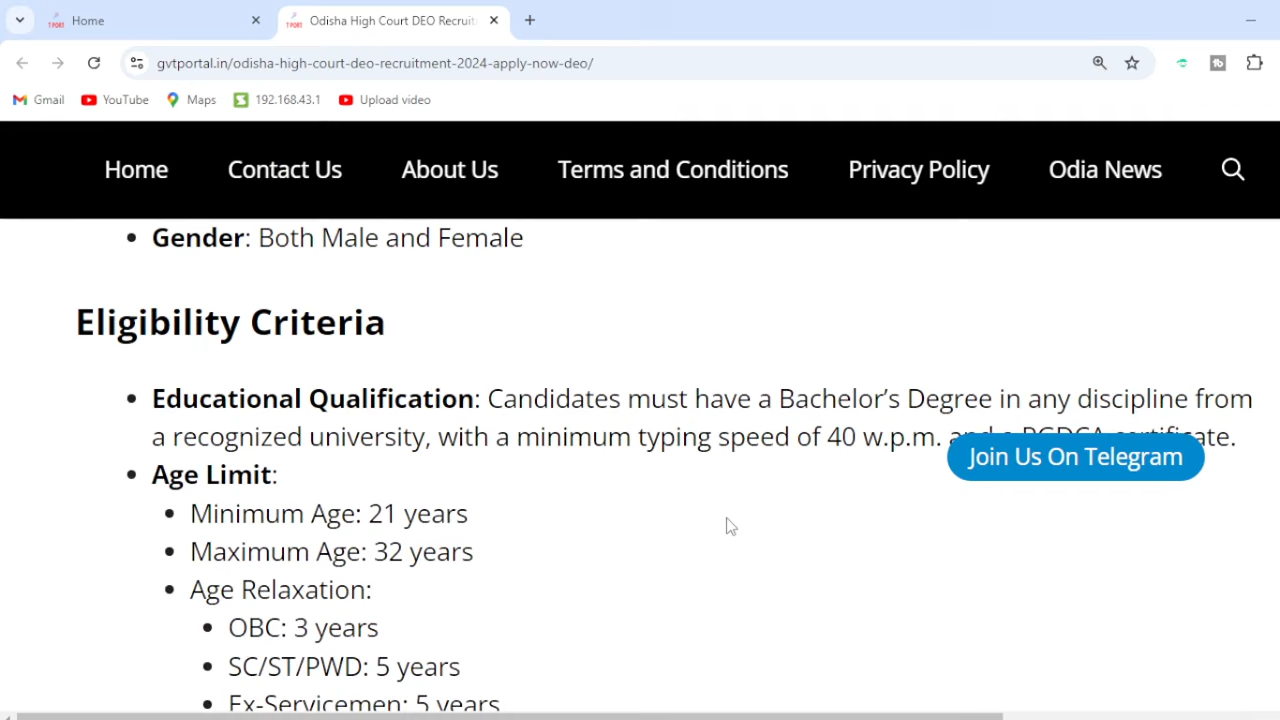 Home
Odisha High Court DEO Recruit
gvtportal.in/odisha-high-court-deo-recruitment-2024-apply-now-deo/
Gmail YouTube Maps 192.168.43.1 Upload video
Home Contact Us About Us Terms and Conditions Privacy Policy Odia News
• Gender: Both Male and Female
Eligibility Criteria
• Educational Qualification: Candidates must have a Bachelor’s Degree in any discipline from
a recognized university, with a minimum typing speed of 40 w.p.m. and a PGDCA certificate.
Join Us On Telegram
• Age Limit:
• Minimum Age: 21 years
• Maximum Age: 32 years
• Age Relaxation:
• OBC: 3 years
• SC/ST/PWD: 5 years
• Ex-Servicemen: 5 years